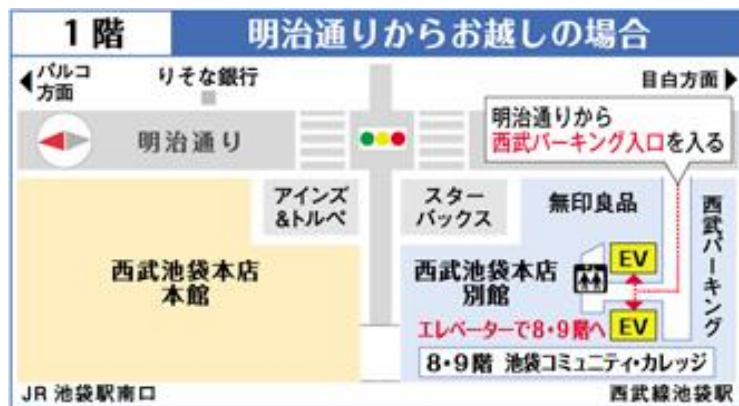 1階
明治通りからお越しの場合
◀パルコ
方面
りそな銀行
目白方面▶
明治通り
明治通りから
西武パーキング入口を入る
アインズ
&トルペ
スター
バックス
無印良品
西武パーキング
西武池袋本店
本館
西武池袋本店
別館
EV
エレベーターで8・9階へ
EV
8・9階 池袋コミュニティ・カレッジ
JR池袋駅南口
西武線池袋駅